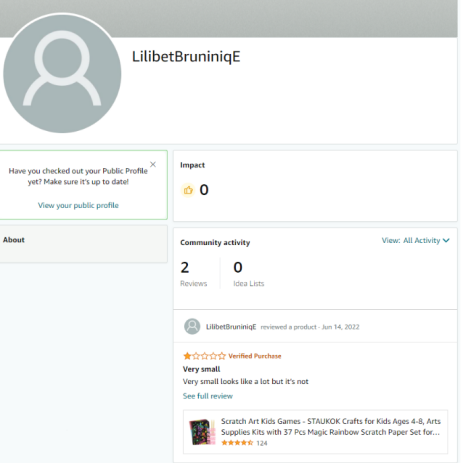 LilibetBruniniqE
Have you checked out your Public Profile
yet? Make sure it's up to date!
View your public profile
About
Impact
0
Community activity
View: All Activity
2
Reviews
0
Idea Lists
LilibetBruniniqE reviewed a product · Jun 14, 2022
Verified Purchase
Very small
Very small looks like a lot but it's not
See full review
Scratch Art Kids Games - STAUKOK Crafts for Kids Ages 4-8, Arts
Supplies Kits with 37 Pcs Magic Rainbow Scratch Paper Set for...
124